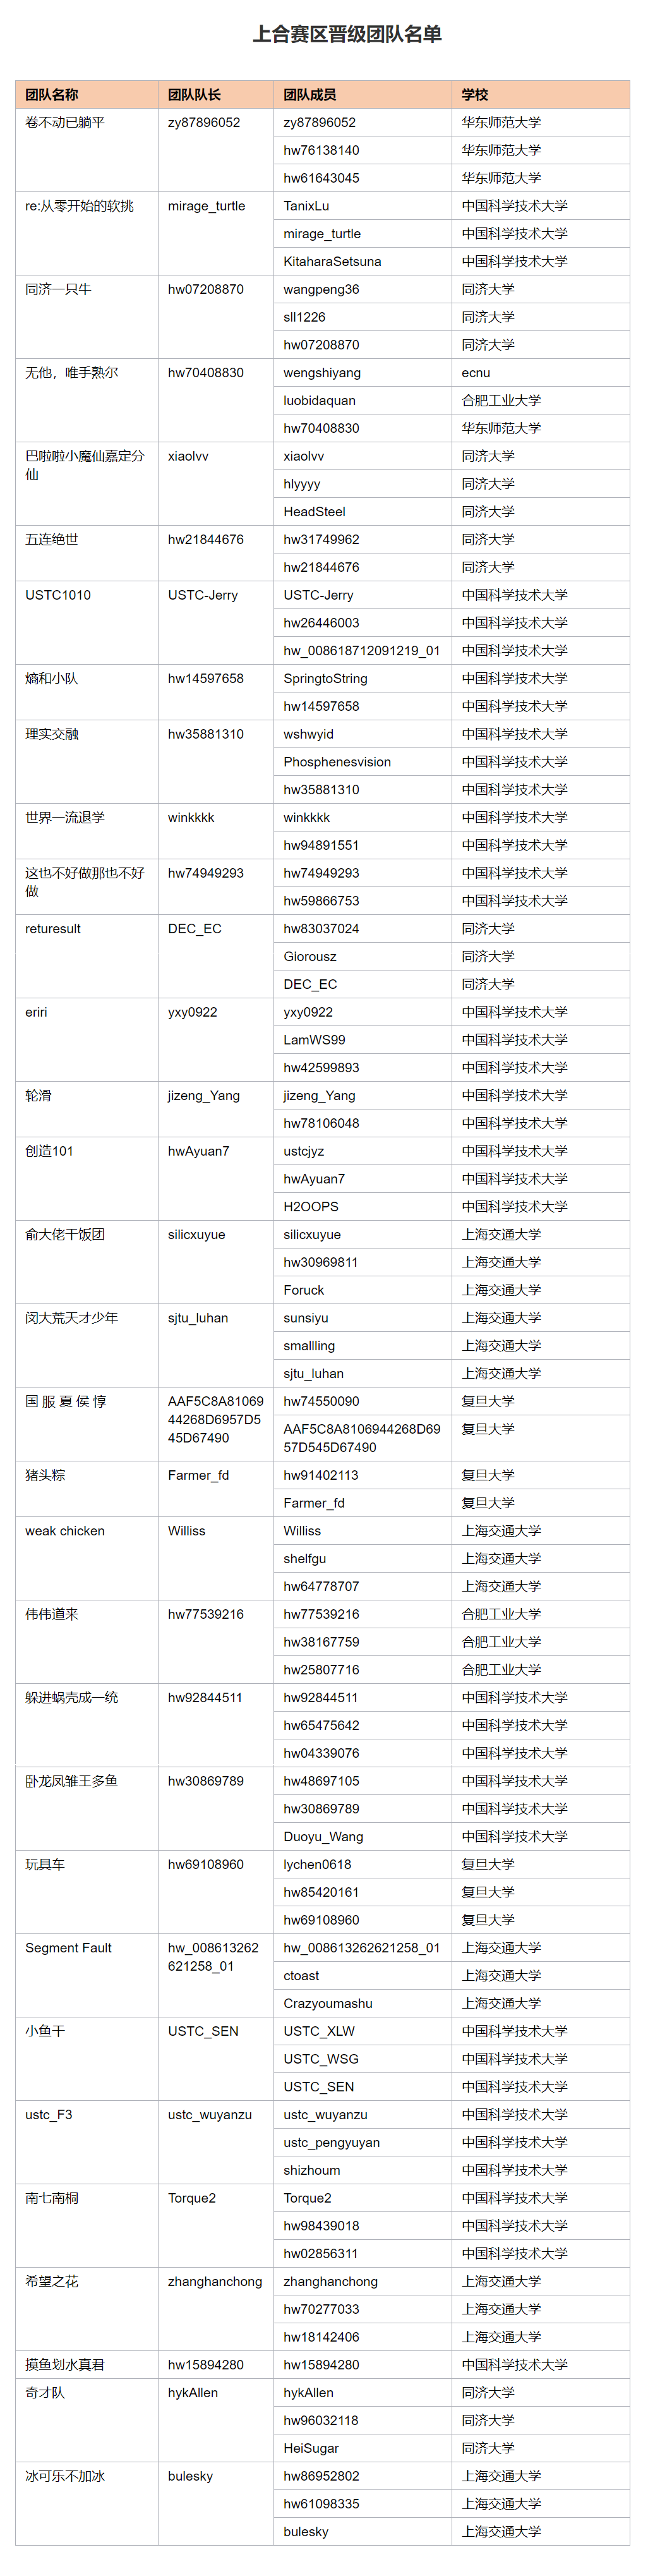 上合赛区晋级团队名单
团队名称 团队队长 团队成员 学校
卷不动已躺平 zy87896052 zy87896052 华东师范大学
hw76138140 华东师范大学
hw61643045 华东师范大学
re:从零开始的软挑 mirage_turtle TanixLu 中国科学技术大学
mirage_turtle 中国科学技术大学
KitaharaSetsuna 中国科学技术大学
同济一只牛 hw07208870 wangpeng36 同济大学
sll1226 同济大学
hw07208870 同济大学
无他，唯手熟尔 hw70408830 wengshiyang ecnu
luobidaquan 合肥工业大学
hw70408830 华东师范大学
巴啦啦小魔仙嘉定分 xiaolvv xiaolvv 同济大学
仙
hlyyyy 同济大学
HeadSteel 同济大学
五连绝世 hw21844676 hw31749962 同济大学
hw21844676 同济大学
USTC1010 USTC-Jerry USTC-Jerry 中国科学技术大学
hw26446003 中国科学技术大学
hw_008618712091219_01 中国科学技术大学
熵和小队 hw14597658 SpringtoString 中国科学技术大学
hw14597658 中国科学技术大学
理实交融 hw35881310 wshwyid 中国科学技术大学
Phosphenesvision 中国科学技术大学
hw35881310 中国科学技术大学
世界一流退学 winkkkk winkkkk 中国科学技术大学
hw94891551 中国科学技术大学
这也不好做那也不好 hw74949293 hw74949293 中国科学技术大学
做
hw59866753 中国科学技术大学
returesult DEC_EC hw83037024 同济大学
Giorousz 同济大学
DEC_EC 同济大学
eriri yxy0922 yxy0922 中国科学技术大学
LamWS99 中国科学技术大学
hw42599893 中国科学技术大学
轮滑 jizeng_Yang jizeng_Yang 中国科学技术大学
hw78106048 中国科学技术大学
创造101 hwAyuan7 ustcjyz 中国科学技术大学
hwAyuan7 中国科学技术大学
H2OOPS 中国科学技术大学
俞大佬干饭团 silicxuyue silicxuyue 上海交通大学
hw30969811 上海交通大学
Foruck 上海交通大学
闵大荒天才少年 sjtu_luhan sunsiyu 上海交通大学
smallling 上海交通大学
sjtu_luhan 上海交通大学
国 服 夏 侯 惇 AAF5C8A81069 hw74550090 复旦大学
44268D6957D5
45D67490
AAF5C8A8106944268D69 复旦大学
57D545D67490
猪头粽 Farmer_fd hw91402113 复旦大学
Farmer_fd 复旦大学
weak chicken Williss Williss 上海交通大学
shelfgu 上海交通大学
hw64778707 上海交通大学
伟伟道来 hw77539216 hw77539216 合肥工业大学
hw38167759 合肥工业大学
hw25807716 合肥工业大学
躲进蜗壳成一统 hw92844511 hw92844511 中国科学技术大学
hw65475642 中国科学技术大学
hw04339076 中国科学技术大学
卧龙凤雏王多鱼 hw30869789 hw48697105 中国科学技术大学
hw30869789 中国科学技术大学
Duoyu_Wang 中国科学技术大学
玩具车 hw69108960 lychen0618 复旦大学
hw85420161 复旦大学
hw69108960 复旦大学
Segment Fault hw_008613262 hw_008613262621258_01 上海交通大学
621258_01
ctoast 上海交通大学
Crazyoumashu 上海交通大学
小鱼干 USTC_SEN USTC_XLW 中国科学技术大学
USTC_WSG 中国科学技术大学
USTC_SEN 中国科学技术大学
ustc_F3 ustc_wuyanzu ustc_wuyanzu 中国科学技术大学
ustc_pengyuyan 中国科学技术大学
shizhoum 中国科学技术大学
南七南桐 Torque2 Torque2 中国科学技术大学
hw98439018 中国科学技术大学
hw02856311 中国科学技术大学
希望之花 zhanghanchong zhanghanchong 上海交通大学
hw70277033 上海交通大学
hw18142406 上海交通大学
摸鱼划水真君 hw15894280 hw15894280 中国科学技术大学
奇才队 hykAllen hykAllen 同济大学
hw96032118 同济大学
HeiSugar 同济大学
冰可乐不加冰 bulesky hw86952802 上海交通大学
hw61098335 上海交通大学
bulesky 上海交通大学